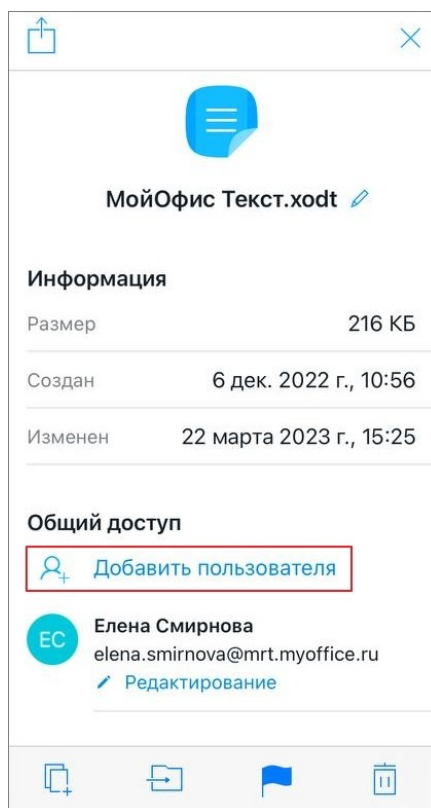 МойОфис Текст.xodt
Информация
Размер 216 КБ
Создан 6 дек. 2022 г., 10:56
Изменен 22 марта 2023 г., 15:25
Общий доступ
Добавить пользователя
ЕС
Елена Смирнова
elena.smirnova@mrt.myoffice.ru
Редактирование